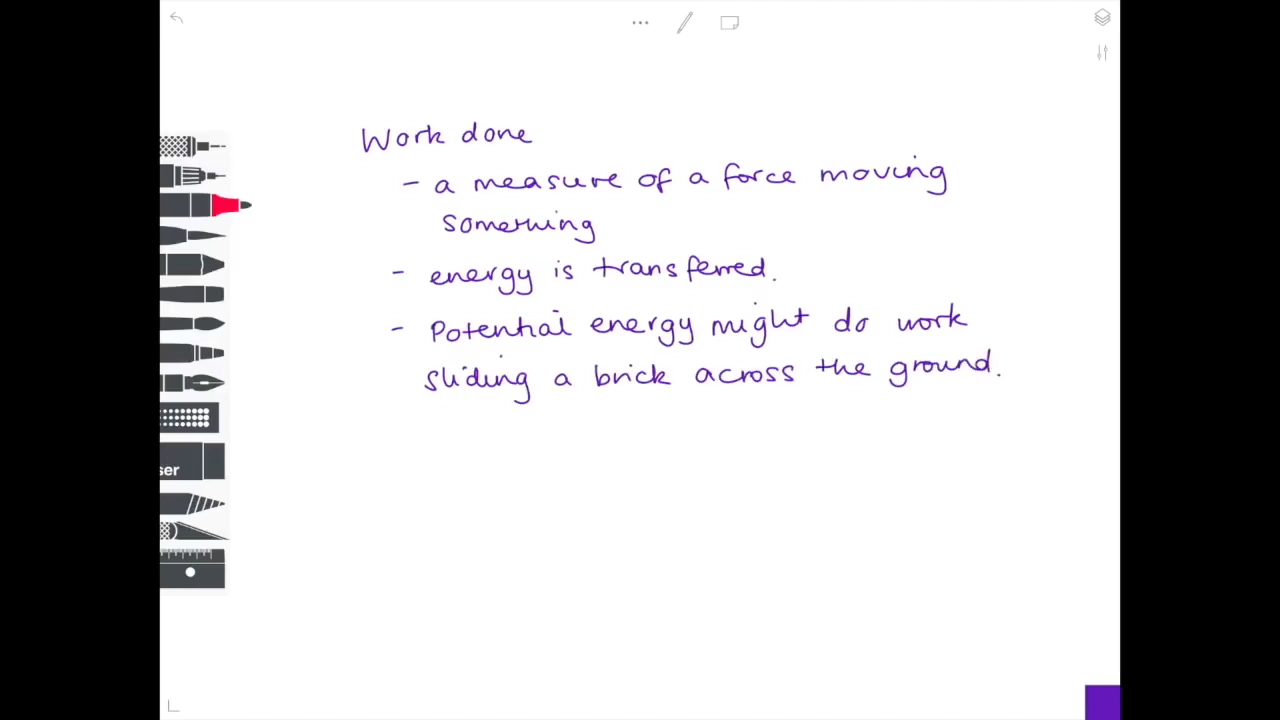 Work done
- a measure of a force moving
something
- energy is transferred.
- Potential energy might do work
sliding a brick across the ground.
ser